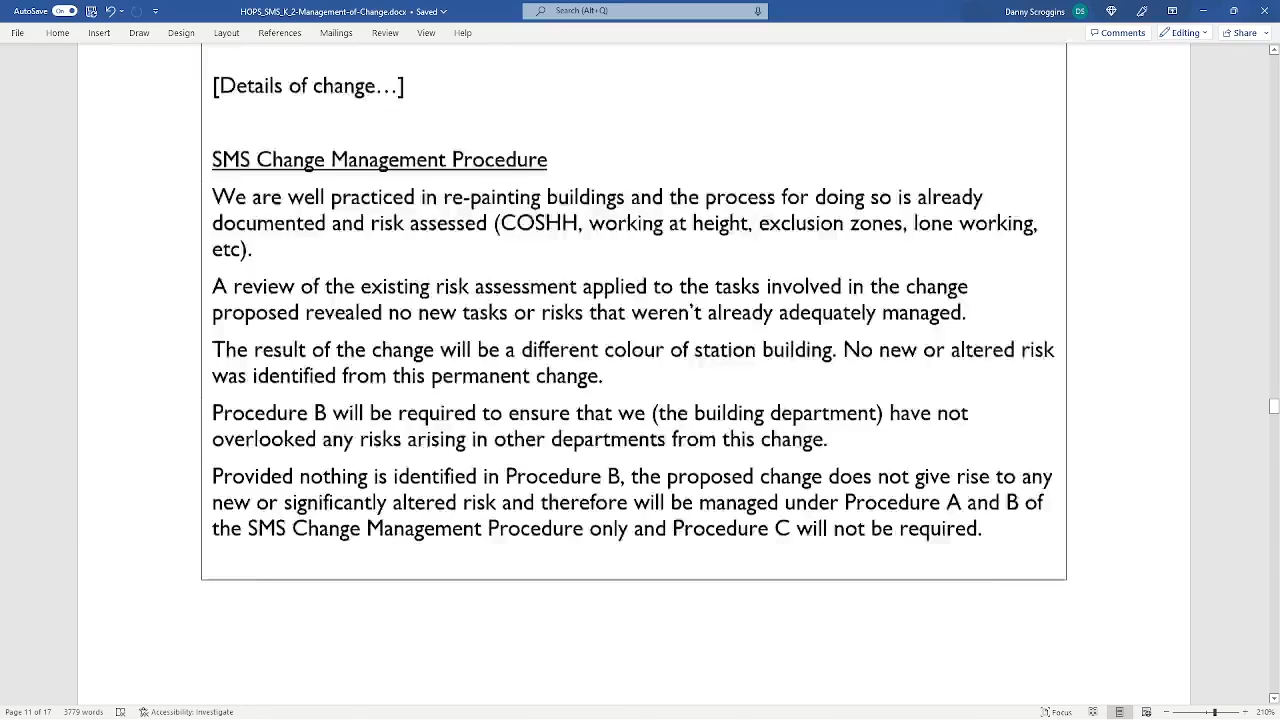 AutoSave On HOPS_SMS_K_2-Management-of-Change.docx • Saved Search (Alt+Q) Danny Scroggins DS
File Home Insert Draw Design Layout References Mailings Review View Help Comments Editing Share
[Details of change…]
SMS Change Management Procedure
We are well practiced in re-painting buildings and the process for doing so is already
documented and risk assessed (COSHH, working at height, exclusion zones, lone working,
etc).
A review of the existing risk assessment applied to the tasks involved in the change
proposed revealed no new tasks or risks that weren’t already adequately managed.
The result of the change will be a different colour of station building. No new or altered risk
was identified from this permanent change.
Procedure B will be required to ensure that we (the building department) have not
overlooked any risks arising in other departments from this change.
Provided nothing is identified in Procedure B, the proposed change does not give rise to any
new or significantly altered risk and therefore will be managed under Procedure A and B of
the SMS Change Management Procedure only and Procedure C will not be required.
Page 11 of 17 3779 words Accessibility: Investigate Focus 210%